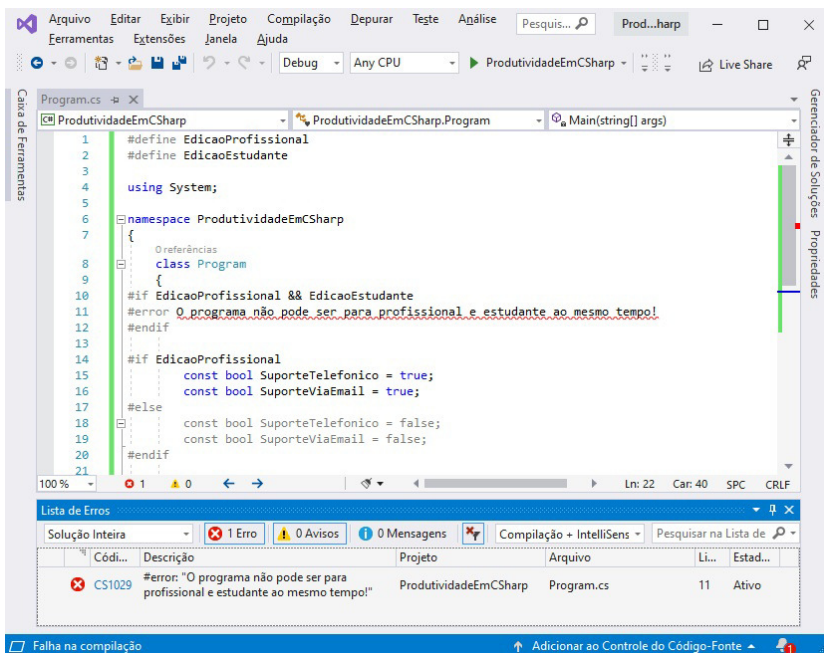 Arquivo Editar Exibir Projeto Compilação Depurar Teste Análise Pesquis... Prod...harp
Ferramentas Extensões Janela Ajuda
Debug Any CPU ProdutividadeEmCSharp Live Share
Caixa de Ferramentas
Gerenciador de Soluções
Propriedades
Program.cs
C# ProdutividadeEmCSharp ProdutividadeEmCSharp.Program Main(string[] args)
1 #define EdicaoProfissional
2 #define EdicaoEstudante
3
4 using System;
5
6 namespace ProdutividadeEmCSharp
7 {
0 referências
8 class Program
9 {
10 #if EdicaoProfissional && EdicaoEstudante
11 #error O programa não pode ser para profissional e estudante ao mesmo tempo!
12 #endif
13
14 #if EdicaoProfissional
15 const bool SuporteTelefonico = true;
16 const bool SuporteViaEmail = true;
17 #else
18 const bool SuporteTelefonico = false;
19 const bool SuporteViaEmail = false;
20 #endif
21
100 % 1 0 Ln: 22 Car: 40 SPC CRLF
Lista de Erros
Solução Inteira 1 Erro 0 Avisos 0 Mensagens Compilação + IntelliSens Pesquisar na Lista de
Códi... Descrição Projeto Arquivo Li... Estad...
CS1029 #error: "O programa não pode ser para ProdutividadeEmCSharp Program.cs 11 Ativo
profissional e estudante ao mesmo tempo!"
Falha na compilação Adicionar ao Controle do Código-Fonte 1